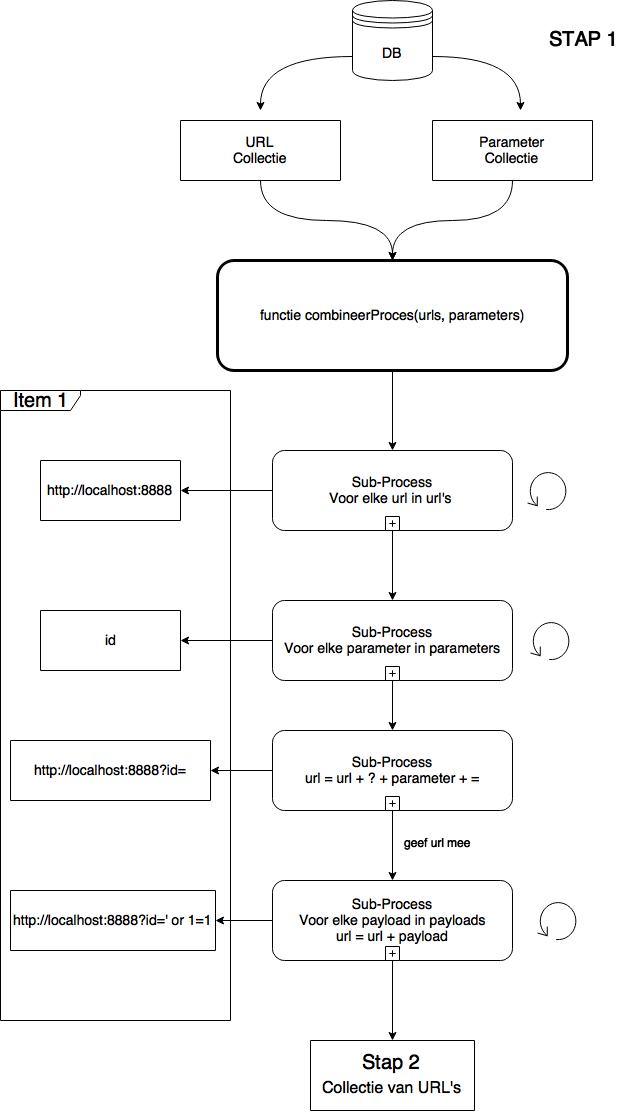 STAP 1
DB
URL
Collectie
Parameter
Collectie
functie combineerProces(urls, parameters)
Item 1
Sub-Process
Voor elke url in url's
+
http://localhost:8888
Sub-Process
Voor elke parameter in parameters
+
id
Sub-Process
url = url + ? + parameter + =
+
http://localhost:8888?id=
geef url mee
Sub-Process
Voor elke payload in payloads
url = url + payload
+
http://localhost:8888?id=' or 1=1
Stap 2
Collectie van URL's